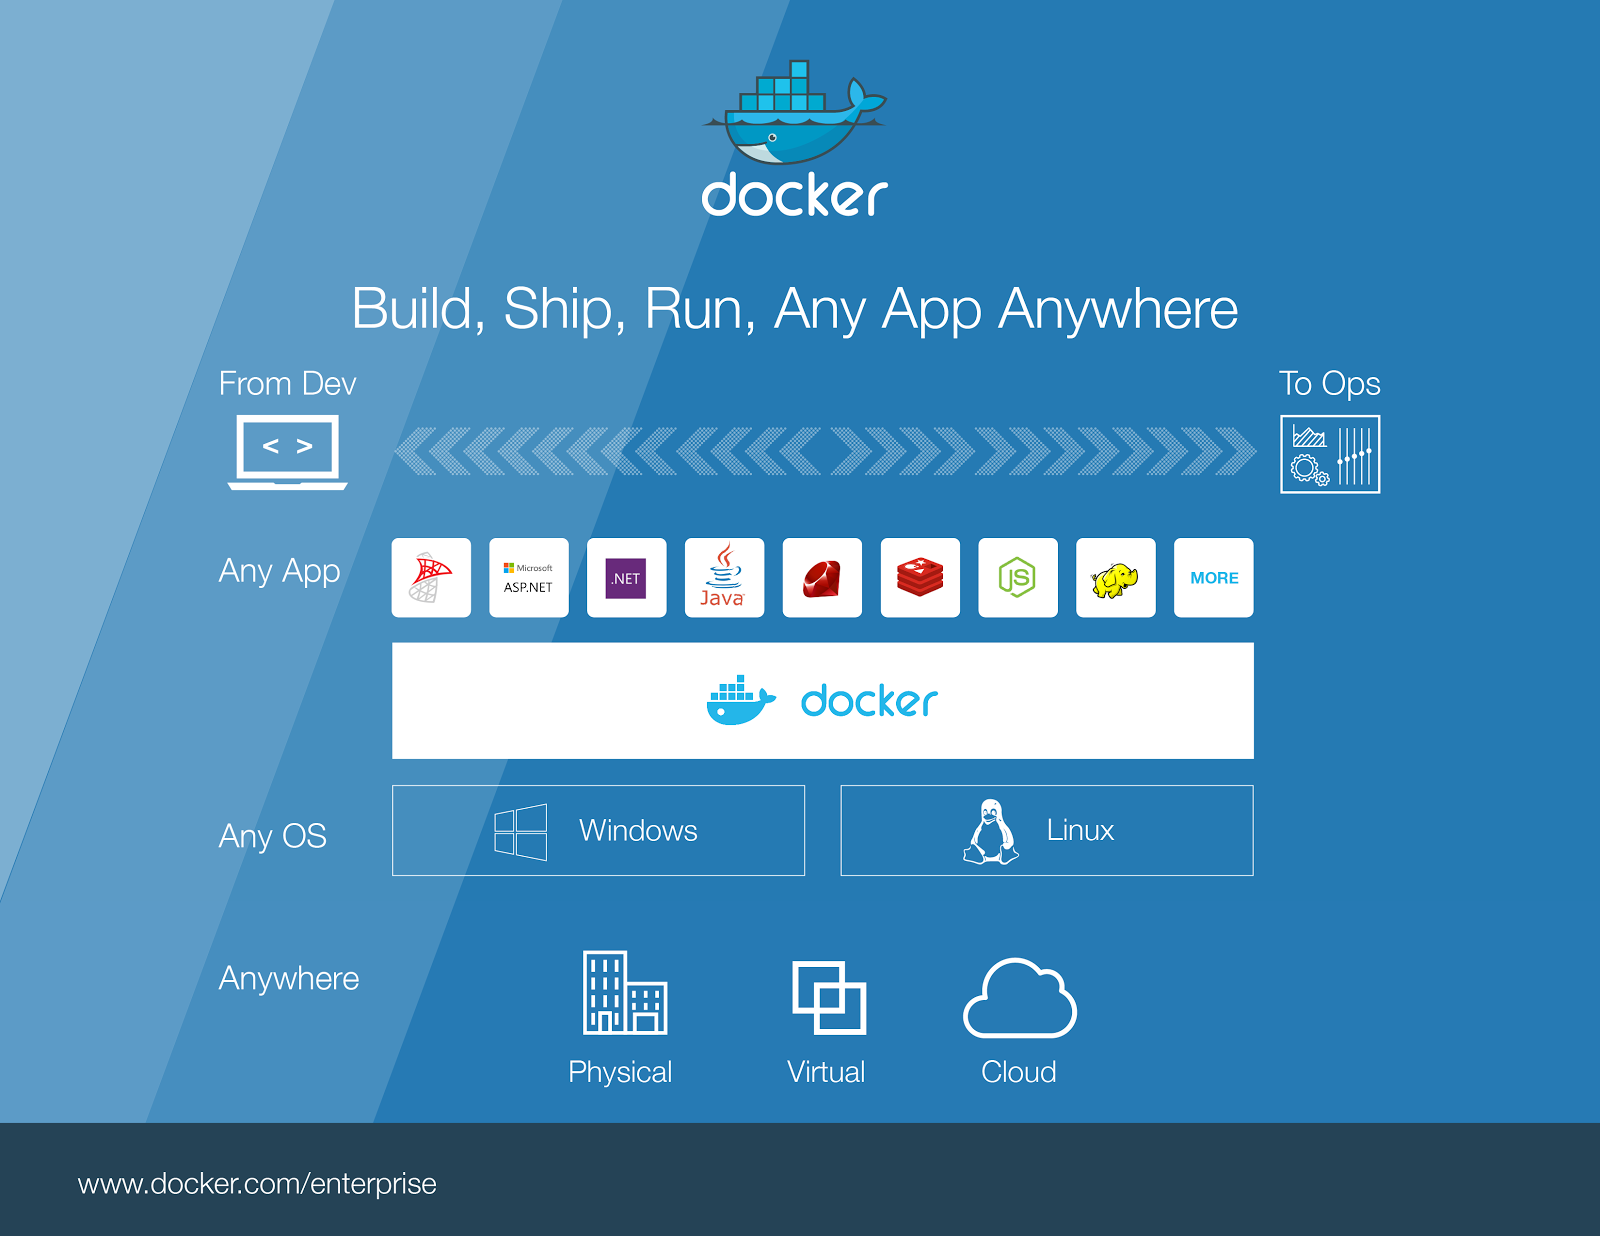 docker
Build, Ship, Run, Any App Anywhere
From Dev
To Ops
< >
Any App
Microsoft
ASP.NET
.NET
Java
JS
MORE
docker
Any OS
Windows
Linux
Anywhere
Physical
Virtual
Cloud
www.docker.com/enterprise